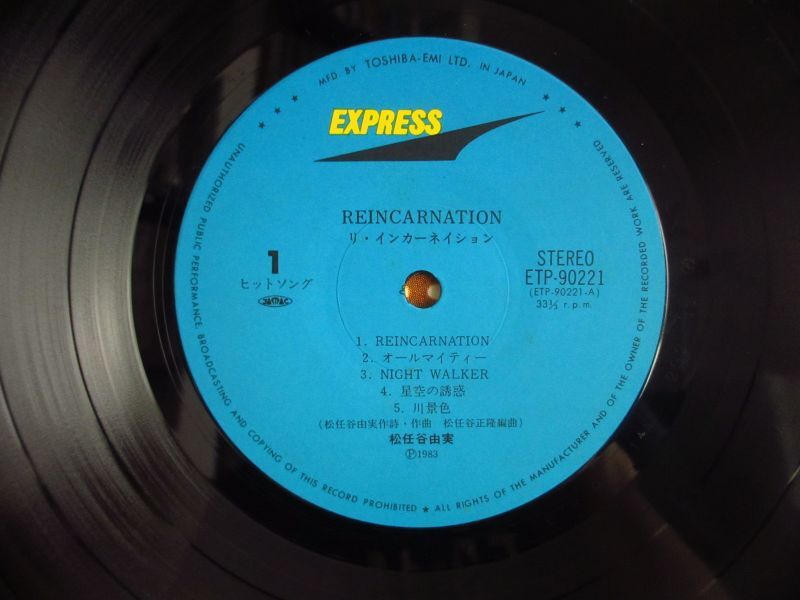 MFD. BY TOSHIBA-EMI LTD. IN JAPAN
EXPRESS
REINCARNATION
リ・インカーネイション
1
ヒットソング
JASRAC
STEREO
ETP-90221
(ETP-90221-A)
33⅓ r.p.m.
1. REINCARNATION
2. オールマイティー
3. NIGHT WALKER
4. 星空の誘惑
5. 川景色
(松任谷由実作詩・作曲 松任谷正隆編曲)
松任谷由実
Ⓟ1983
UNAUTHORIZED PUBLIC PERFORMANCE, BROADCASTING AND COPYING OF THIS RECORD PROHIBITED ★ ALL RIGHTS OF THE MANUFACTURER AND OF THE OWNER OF THE RECORDED WORK ARE RESERVED